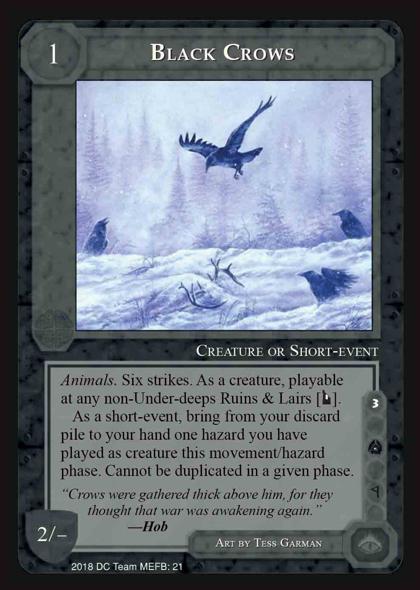 1
BLACK CROWS
CREATURE OR SHORT-EVENT
Animals. Six strikes. As a creature, playable
at any non-Under-deeps Ruins & Lairs [ ].
As a short-event, bring from your discard
pile to your hand one hazard you have
played as creature this movement/hazard
phase. Cannot be duplicated in a given phase.
“Crows were gathered thick above him, for they
thought that war was awakening again.”
—Hob
3
2/–
ART BY TESS GARMAN
2018 DC Team MEFB: 21